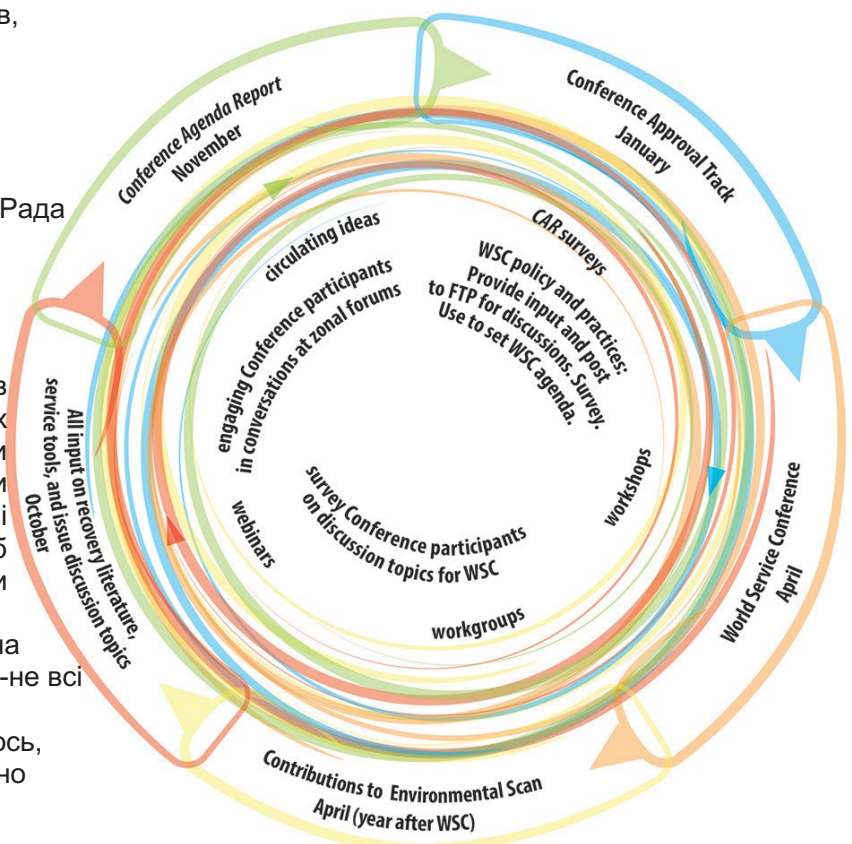 в,
Рада
в
х
и
и
і
б
и
на
-не всі
ось,
но
Conference Agenda Report
November
Conference Approval Track
January
World Service Conference
April
Contributions to Environmental Scan
April (year after WSC)
All input on recovery literature,
service tools, and issue discussion topics
October
circulating ideas
engaging Conference participants
in conversations at zonal forums
CAR surveys
WSC policy and practices:
Provide input and post
to FTP for discussions. Survey.
Use to set WSC agenda.
workshops
survey Conference participants
on discussion topics for WSC
webinars
workgroups